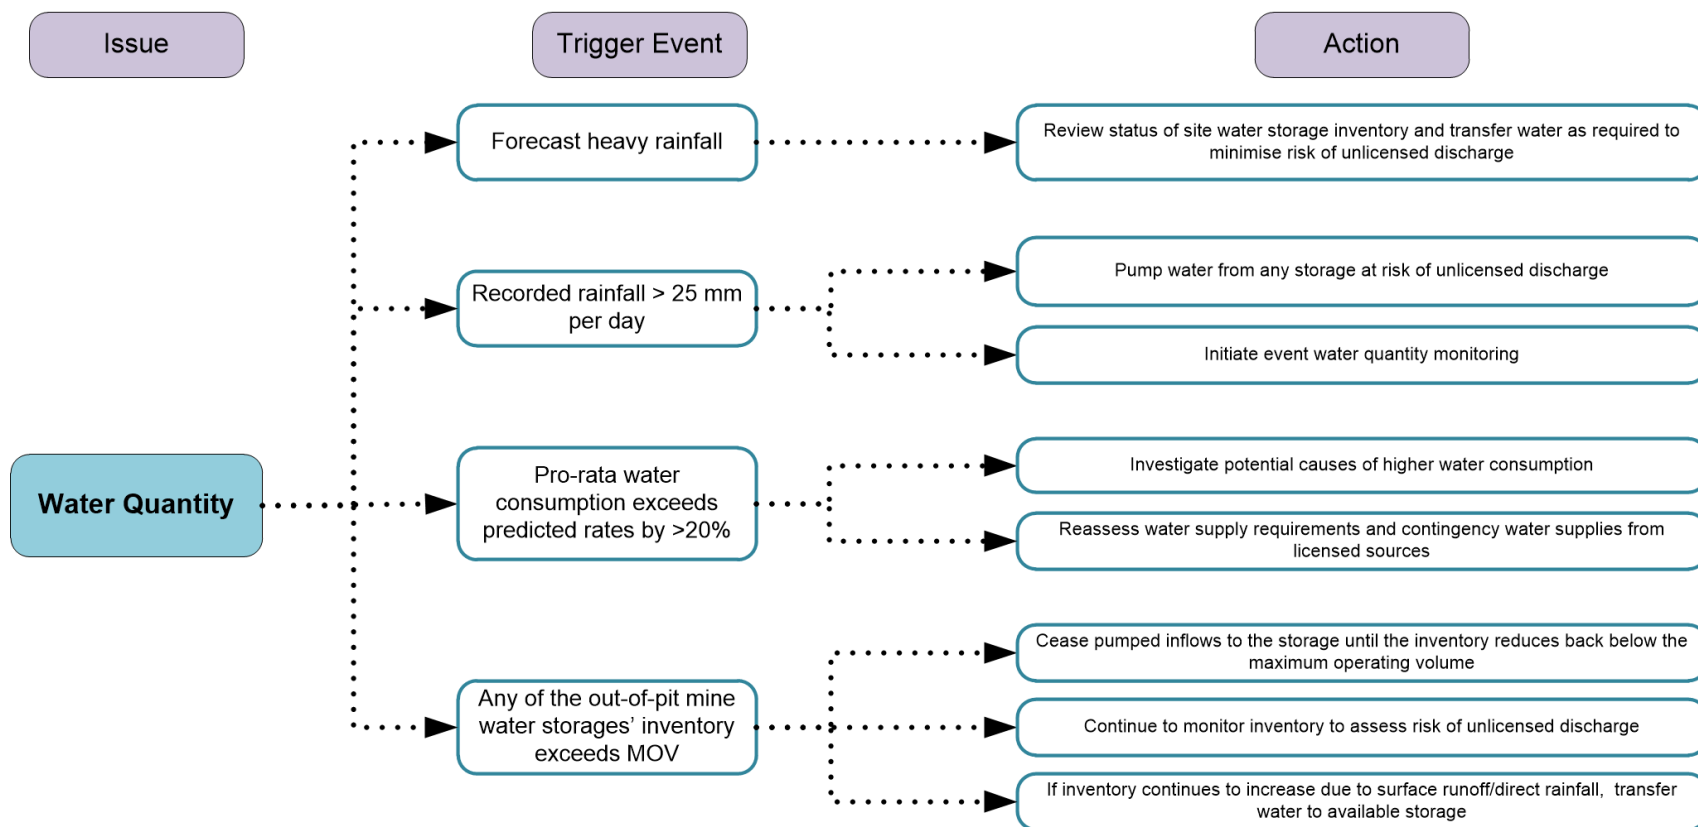 Issue
Trigger Event
Action
Forecast heavy rainfall
Review status of site water storage inventory and transfer water as required to
minimise risk of unlicensed discharge
Recorded rainfall > 25 mm
per day
Pump water from any storage at risk of unlicensed discharge
Initiate event water quantity monitoring
Water Quantity
Pro-rata water
consumption exceeds
predicted rates by >20%
Investigate potential causes of higher water consumption
Reassess water supply requirements and contingency water supplies from
licensed sources
Any of the out-of-pit mine
water storages’ inventory
exceeds MOV
Cease pumped inflows to the storage until the inventory reduces back below the
maximum operating volume
Continue to monitor inventory to assess risk of unlicensed discharge
If inventory continues to increase due to surface runoff/direct rainfall,  transfer
water to available storage